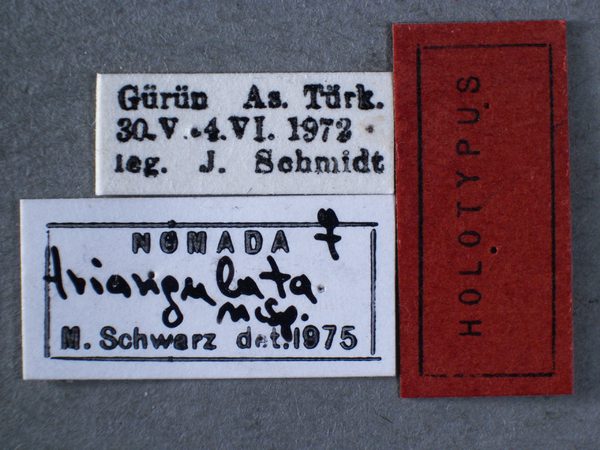 Gürün As. Türk.
30.V.-4.VI. 1972
leg. J. Schmidt
NOMADA ♀
triangulata
n.sp.
M. Schwarz det. 1975
HOLOTYPUS